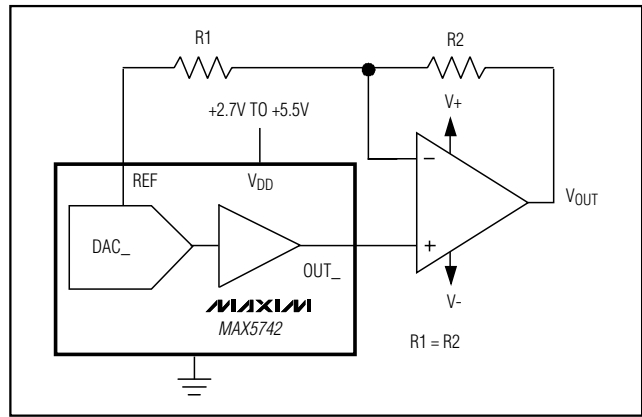 R1
R2
+2.7V TO +5.5V
V+
REF
VDD
−
VOUT
DAC_
+
OUT_
MAXIM
MAX5742
V-
R1 = R2